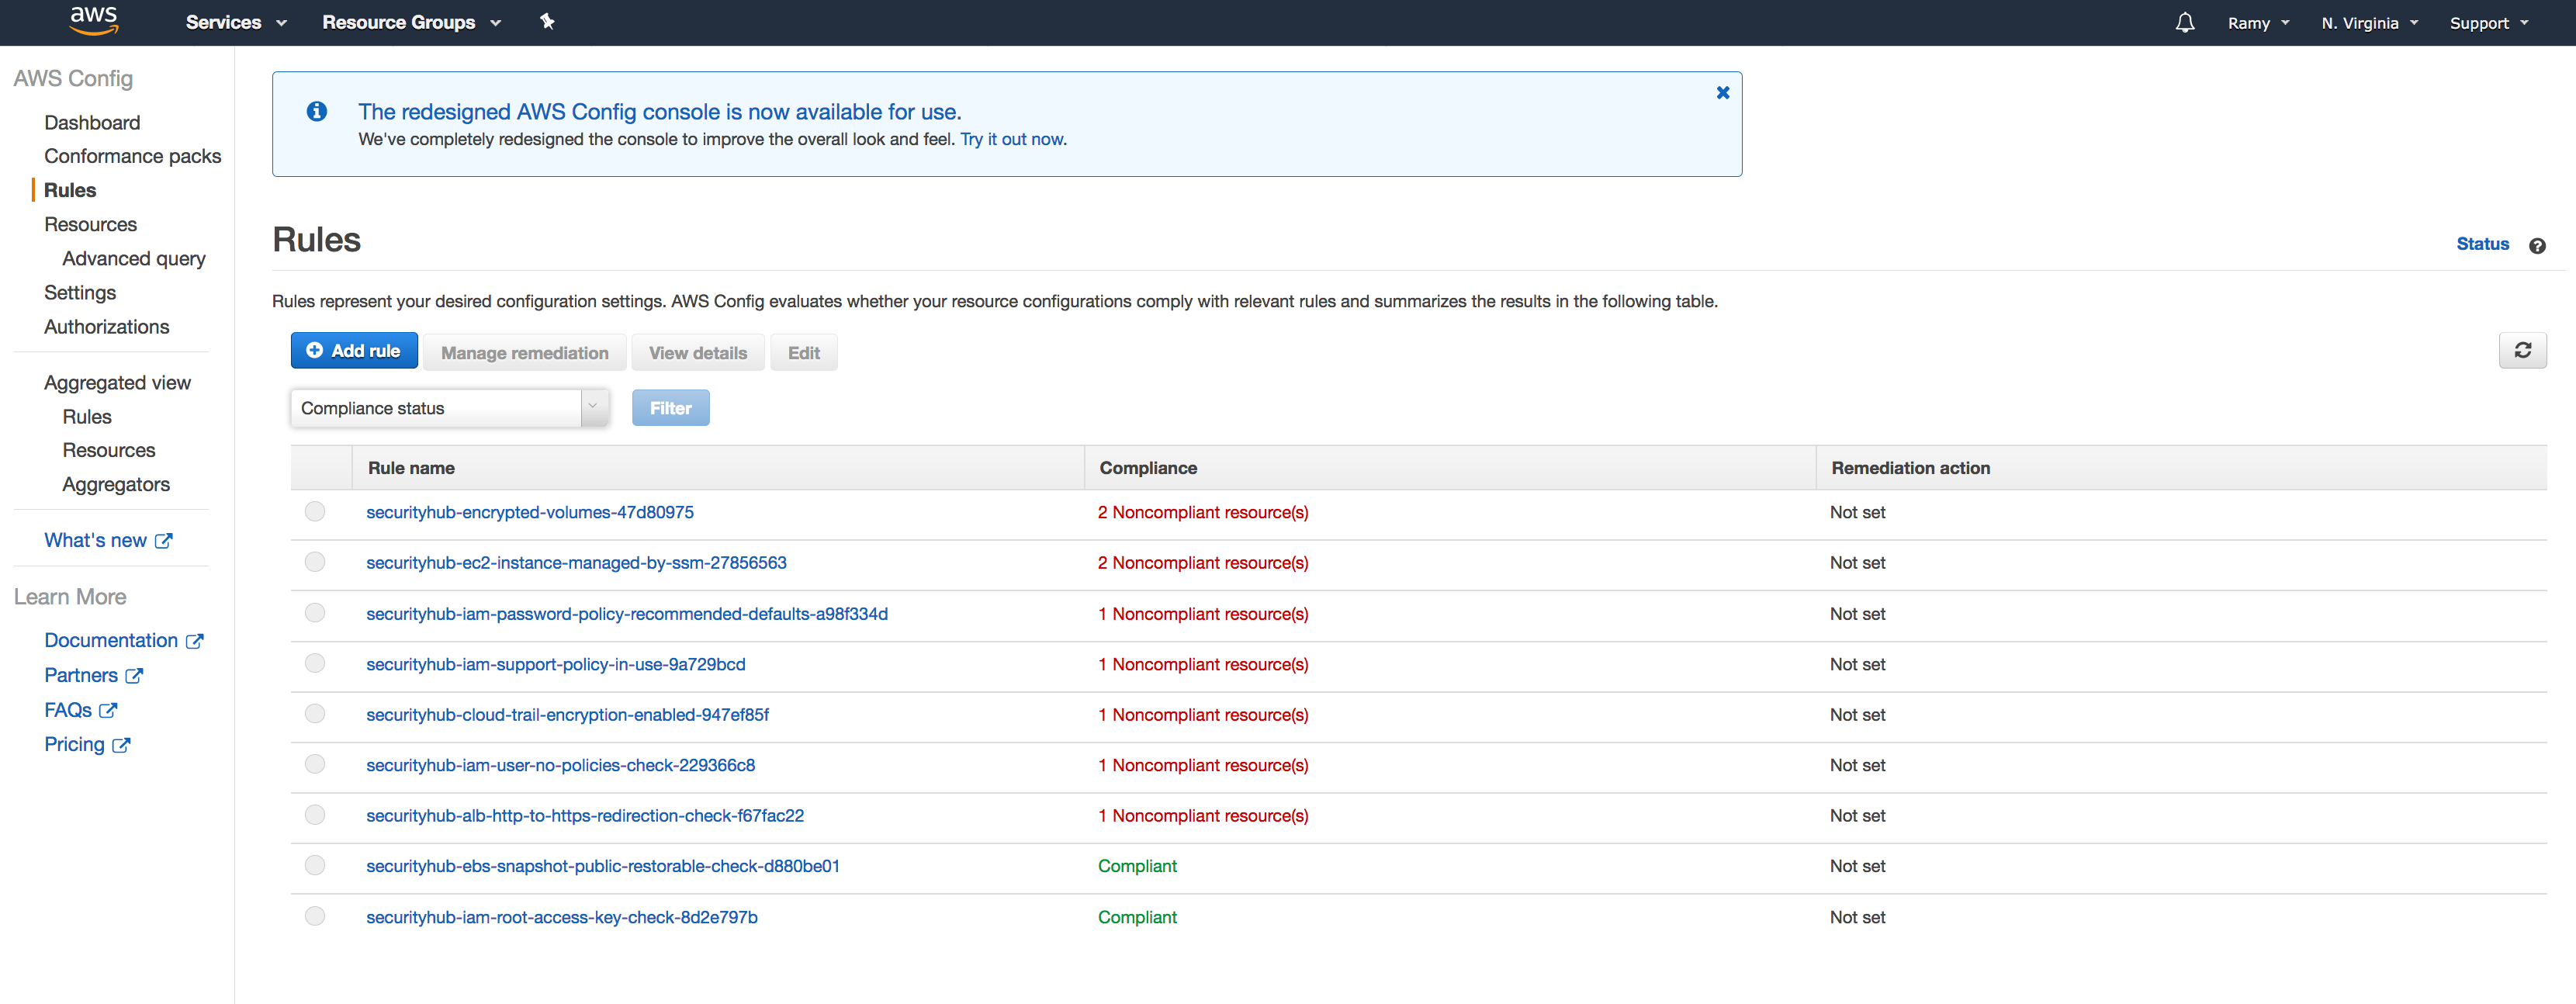 aws
Services
Resource Groups
Ramy
N. Virginia
Support
AWS Config
Dashboard
Conformance packs
Rules
Resources
Advanced query
Settings
Authorizations
Aggregated view
Rules
Resources
Aggregators
What's new
Learn More
Documentation
Partners
FAQs
Pricing
The redesigned AWS Config console is now available for use.
We've completely redesigned the console to improve the overall look and feel. Try it out now.
Rules
Status
Rules represent your desired configuration settings. AWS Config evaluates whether your resource configurations comply with relevant rules and summarizes the results in the following table.
Add rule Manage remediation View details Edit
Compliance status Filter
Rule name Compliance Remediation action
securityhub-encrypted-volumes-47d80975 2 Noncompliant resource(s) Not set
securityhub-ec2-instance-managed-by-ssm-27856563 2 Noncompliant resource(s) Not set
securityhub-iam-password-policy-recommended-defaults-a98f334d 1 Noncompliant resource(s) Not set
securityhub-iam-support-policy-in-use-9a729bcd 1 Noncompliant resource(s) Not set
securityhub-cloud-trail-encryption-enabled-947ef85f 1 Noncompliant resource(s) Not set
securityhub-iam-user-no-policies-check-229366c8 1 Noncompliant resource(s) Not set
securityhub-alb-http-to-https-redirection-check-f67fac22 1 Noncompliant resource(s) Not set
securityhub-ebs-snapshot-public-restorable-check-d880be01 Compliant Not set
securityhub-iam-root-access-key-check-8d2e797b Compliant Not set